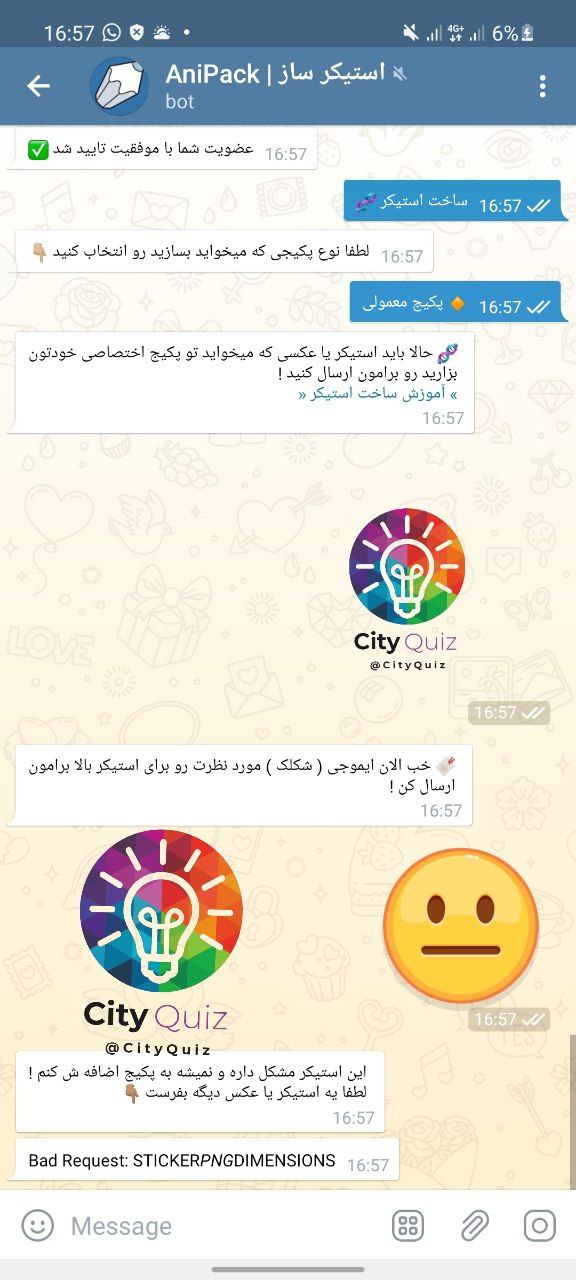 16:57
4G+
6%
AniPack | استیکر ساز
bot
عضویت شما با موفقیت تایید شد ✅
16:57
ساخت استیکر 🧬
16:57
لطفا نوع پکیجی که میخواید بسازید رو انتخاب کنید 👇🏽
16:57
🔸 پکیج معمولی
16:57
🧬 حالا باید استیکر یا عکسی که میخواید تو پکیج اختصاصی خودتون
بزارید رو برامون ارسال کنید !
» آموزش ساخت استیکر «
16:57
City Quiz
@CityQuiz
16:57
خب الان ایموجی ( شکلک ) مورد نظرت رو برای استیکر بالا برامون
ارسال کن !
16:57
City Quiz
@CityQuiz
16:57
این استیکر مشکل داره و نمیشه به پکیج اضافه ش کنم !
لطفا یه استیکر یا عکس دیگه بفرست 👇🏽
16:57
Bad Request: STICKERPNGDIMENSIONS
16:57
Message